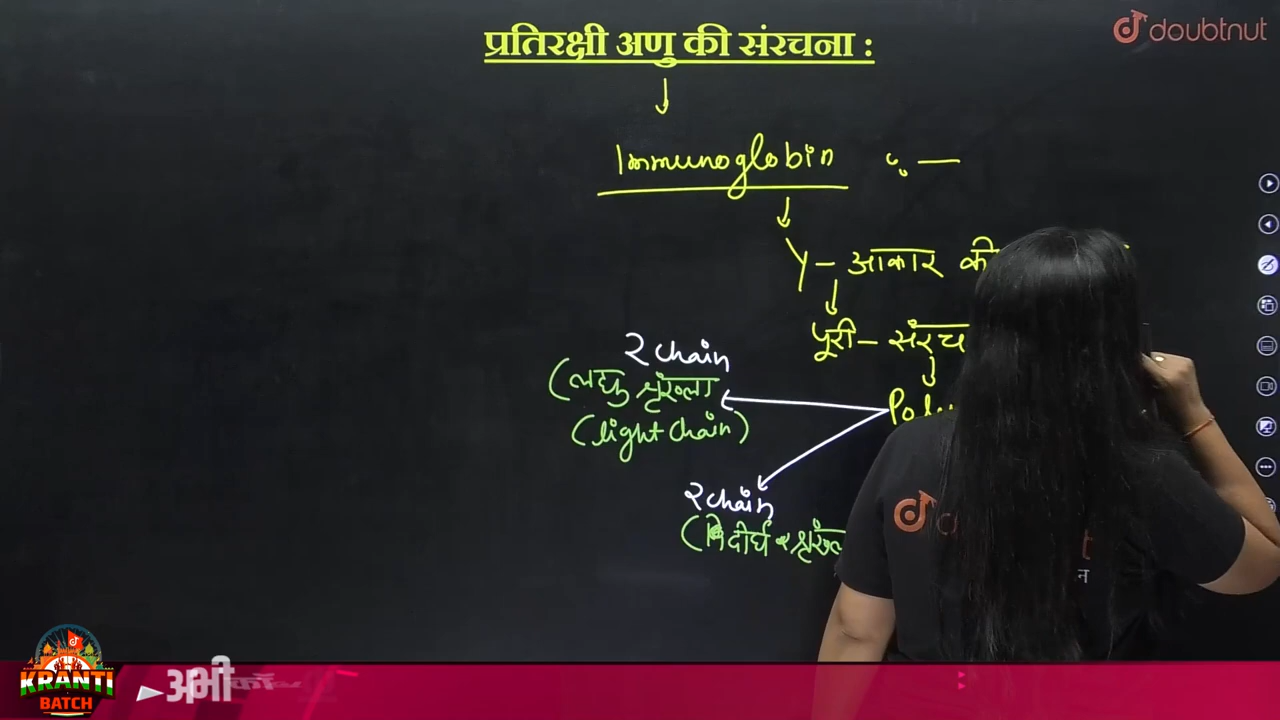 प्रतिरक्षी अणु की संरचना :
doubtnut
Immunoglobin :—
Y – आकार की
पूरी – संरच
2 chain
(लघु श्रृंखला
(light chain)
2 chain
दीर्घ श्रृंख
न
KRANTI
BATCH
अभी